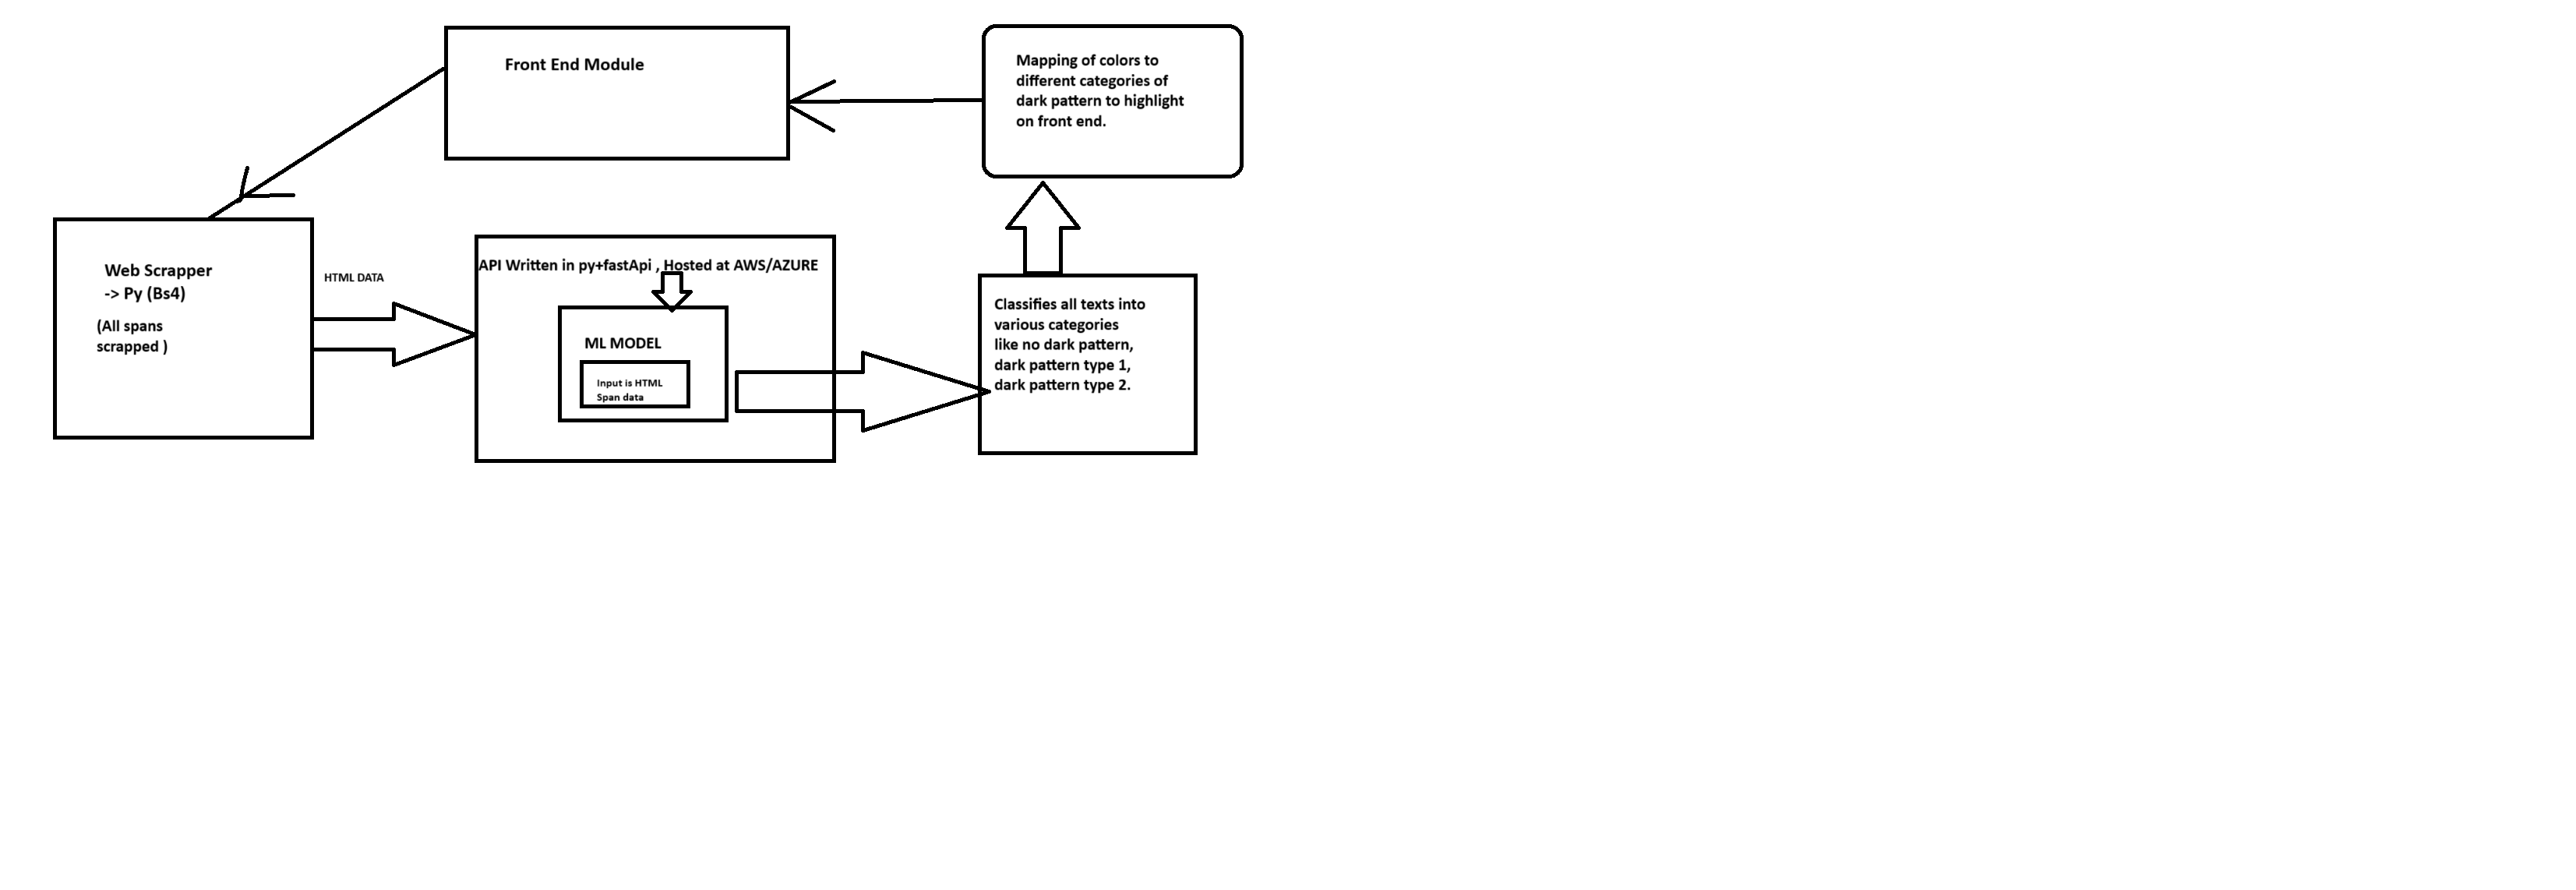 Front End Module
Mapping of colors to
different categories of
dark pattern to highlight
on front end.
Web Scrapper
-> Py (Bs4)
(All spans
scrapped )
HTML DATA
API Written in py+fastApi , Hosted at AWS/AZURE
ML MODEL
Input is HTML
Span data
Classifies all texts into
various categories
like no dark pattern,
dark pattern type 1,
dark pattern type 2.